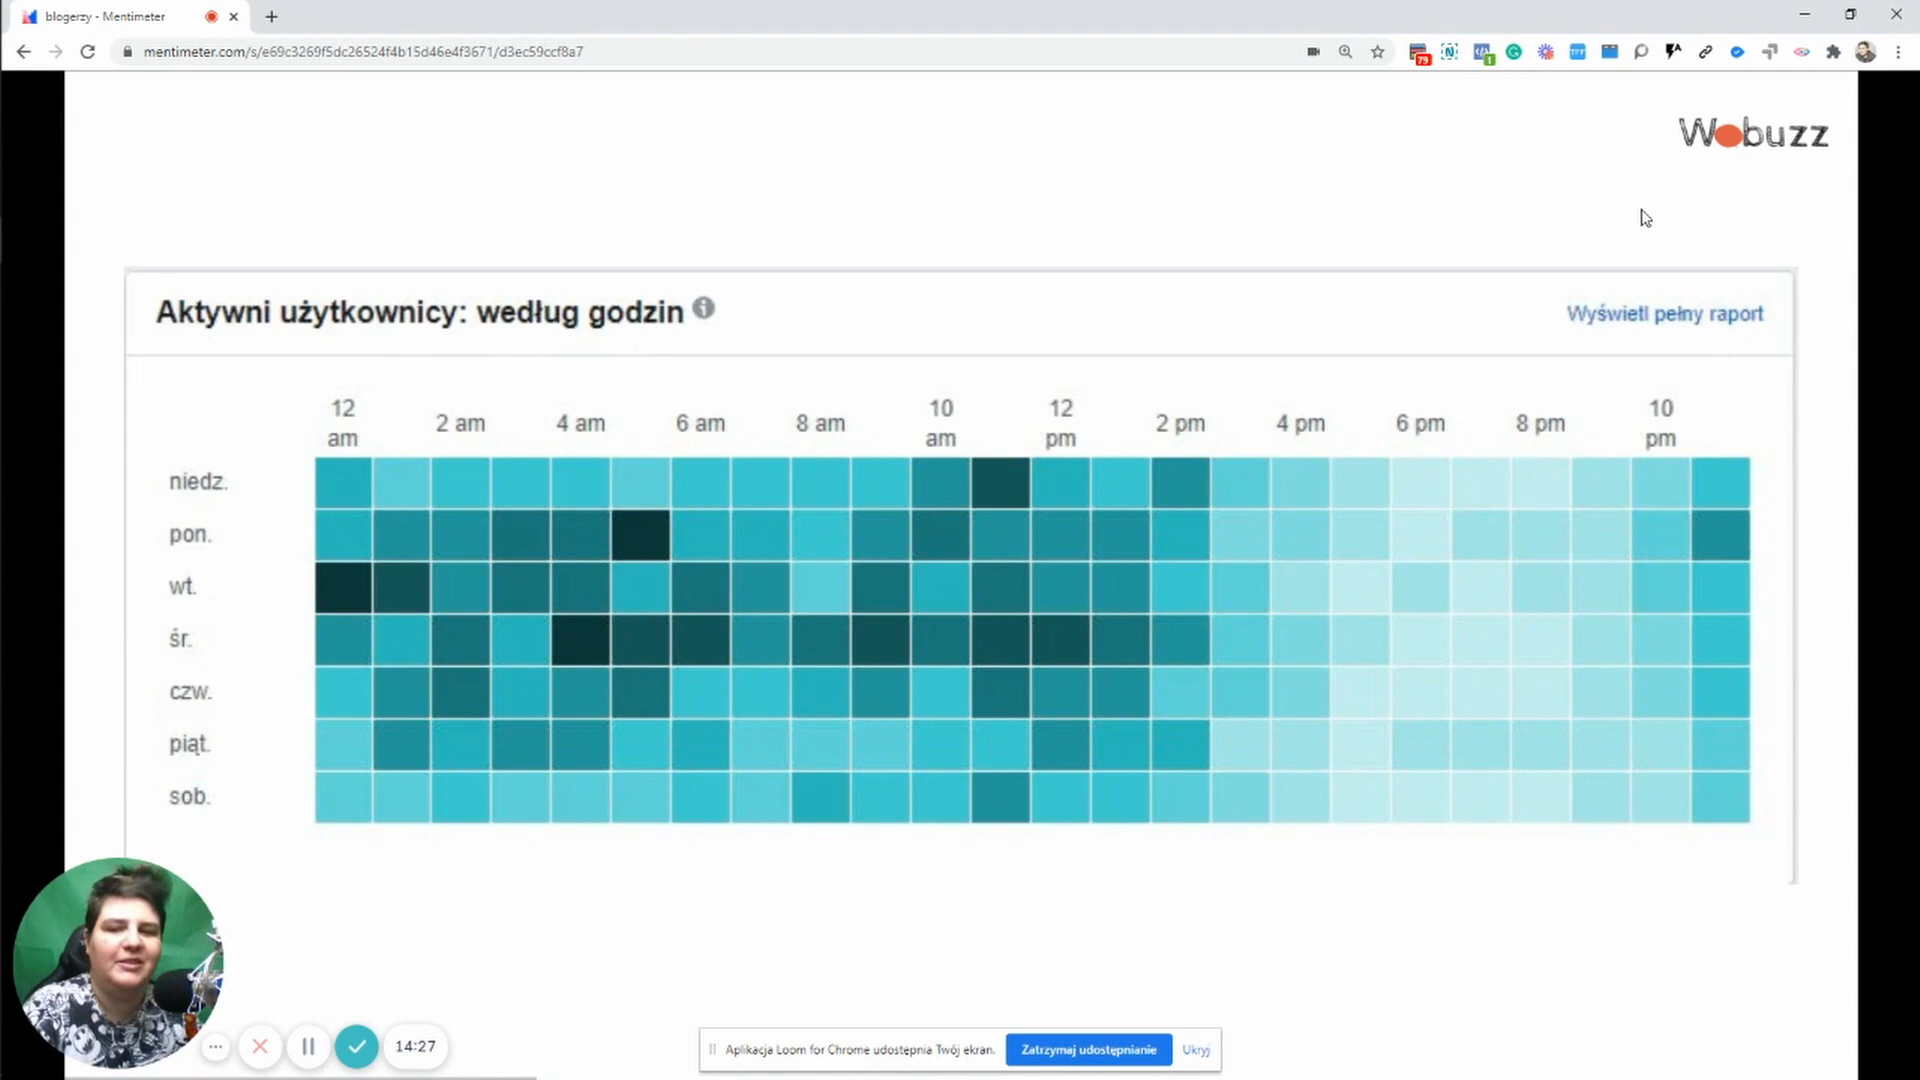 blogerzy - Mentimeter
mentimeter.com/s/e69c3269f5dc26524f4b15d46e4f3671/d3ec59ccf8a7
79
1
Wobuzz
Aktywni użytkownicy: według godzin
Wyświetl pełny raport
12 am 2 am 4 am 6 am 8 am 10 am 12 pm 2 pm 4 pm 6 pm 8 pm 10 pm
niedz.
pon.
wt.
śr.
czw.
piąt.
sob.
14:27
Aplikacja Loom for Chrome udostępnia Twój ekran. Zatrzymaj udostępnianie Ukryj